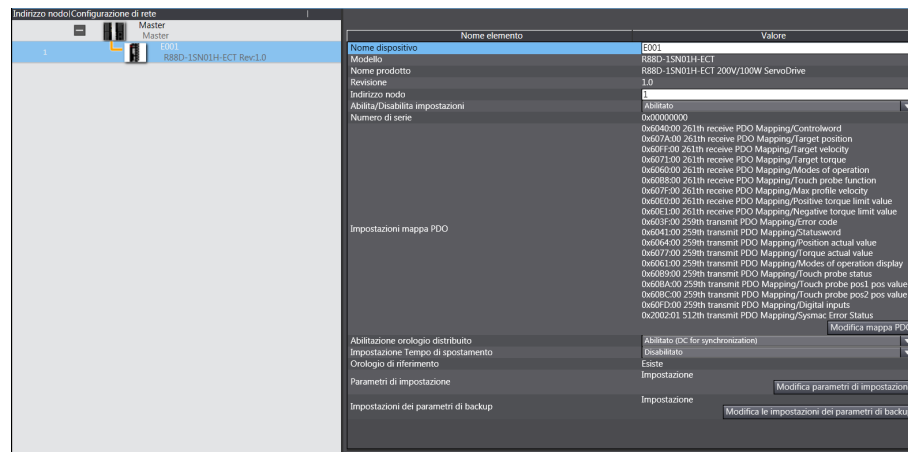 Indirizzo nodo|Configurazione di rete
Master
Master
1
E001
R88D-1SN01H-ECT Rev:1.0
Nome elemento Valore
Nome dispositivo E001
Modello R88D-1SN01H-ECT
Nome prodotto R88D-1SN01H-ECT 200V/100W ServoDrive
Revisione 1.0
Indirizzo nodo 1
Abilita/Disabilita impostazioni Abilitato
Numero di serie 0x00000000
Impostazioni mappa PDO
0x6040:00 261th receive PDO Mapping/Controlword
0x607A:00 261th receive PDO Mapping/Target position
0x60FF:00 261th receive PDO Mapping/Target velocity
0x6071:00 261th receive PDO Mapping/Target torque
0x6060:00 261th receive PDO Mapping/Modes of operation
0x60B8:00 261th receive PDO Mapping/Touch probe function
0x607F:00 261th receive PDO Mapping/Max profile velocity
0x60E0:00 261th receive PDO Mapping/Positive torque limit value
0x60E1:00 261th receive PDO Mapping/Negative torque limit value
0x603F:00 259th transmit PDO Mapping/Error code
0x6041:00 259th transmit PDO Mapping/Statusword
0x6064:00 259th transmit PDO Mapping/Position actual value
0x6077:00 259th transmit PDO Mapping/Torque actual value
0x6061:00 259th transmit PDO Mapping/Modes of operation display
0x60B9:00 259th transmit PDO Mapping/Touch probe status
0x60BA:00 259th transmit PDO Mapping/Touch probe pos1 pos value
0x60BC:00 259th transmit PDO Mapping/Touch probe pos2 pos value
0x60FD:00 259th transmit PDO Mapping/Digital inputs
0x2002:01 512th transmit PDO Mapping/Sysmac Error Status
Modifica mappa PDO
Abilitazione orologio distribuito Abilitato (DC for synchronization)
Impostazione Tempo di spostamento Disabilitato
Orologio di riferimento Esiste
Parametri di impostazione Impostazione
Modifica parametri di impostazion
Impostazioni dei parametri di backup Impostazione
Modifica le impostazioni dei parametri di backu